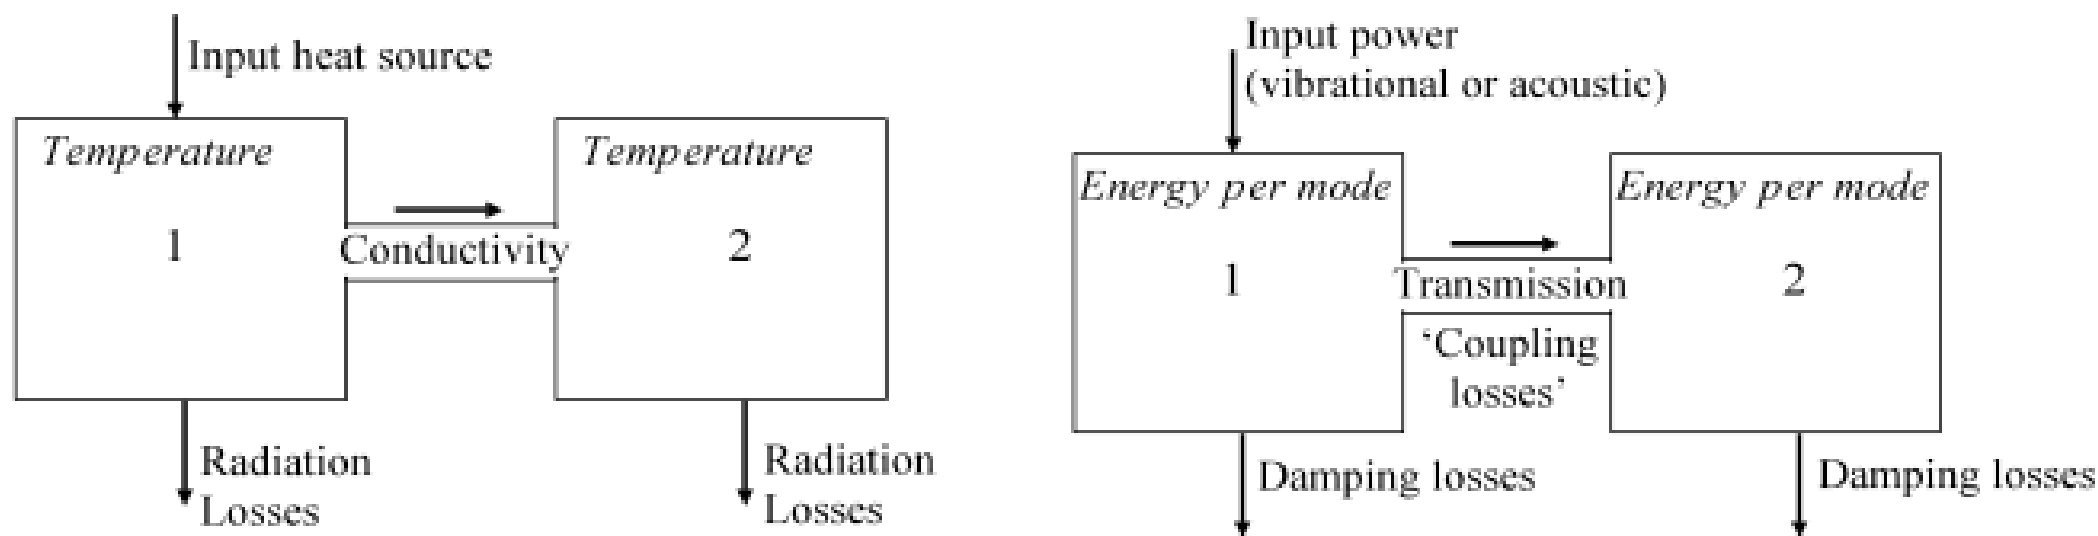 Input heat source
Temperature
Temperature
1
Conductivity
2
Radiation
Losses
Radiation
Losses
Input power
(vibrational or acoustic)
Energy per mode
Energy per mode
1
Transmission
2
‘Coupling
losses’
Damping losses
Damping losses